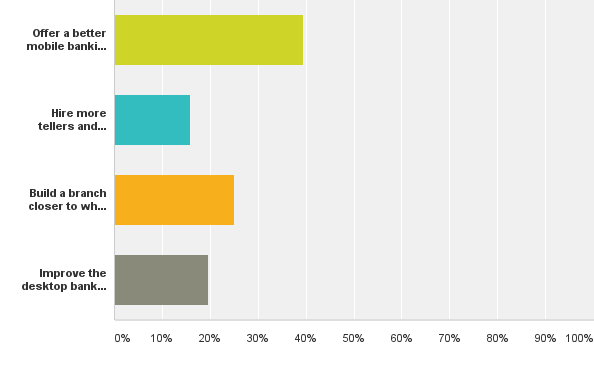 Offer a better
mobile banki...
Hire more
tellers and...
Build a branch
closer to wh...
Improve the
desktop bank...
0% 10% 20% 30% 40% 50% 60% 70% 80% 90% 100%